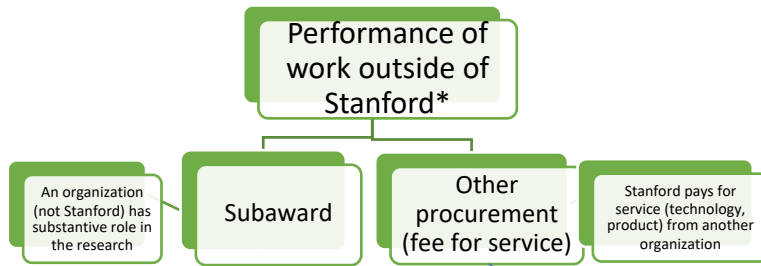 Performance of
work outside of
Stanford*
An organization
(not Stanford) has
substantive role in
the research
Subaward
Other
procurement
(fee for service)
Stanford pays for
service (technology,
product) from another
organization